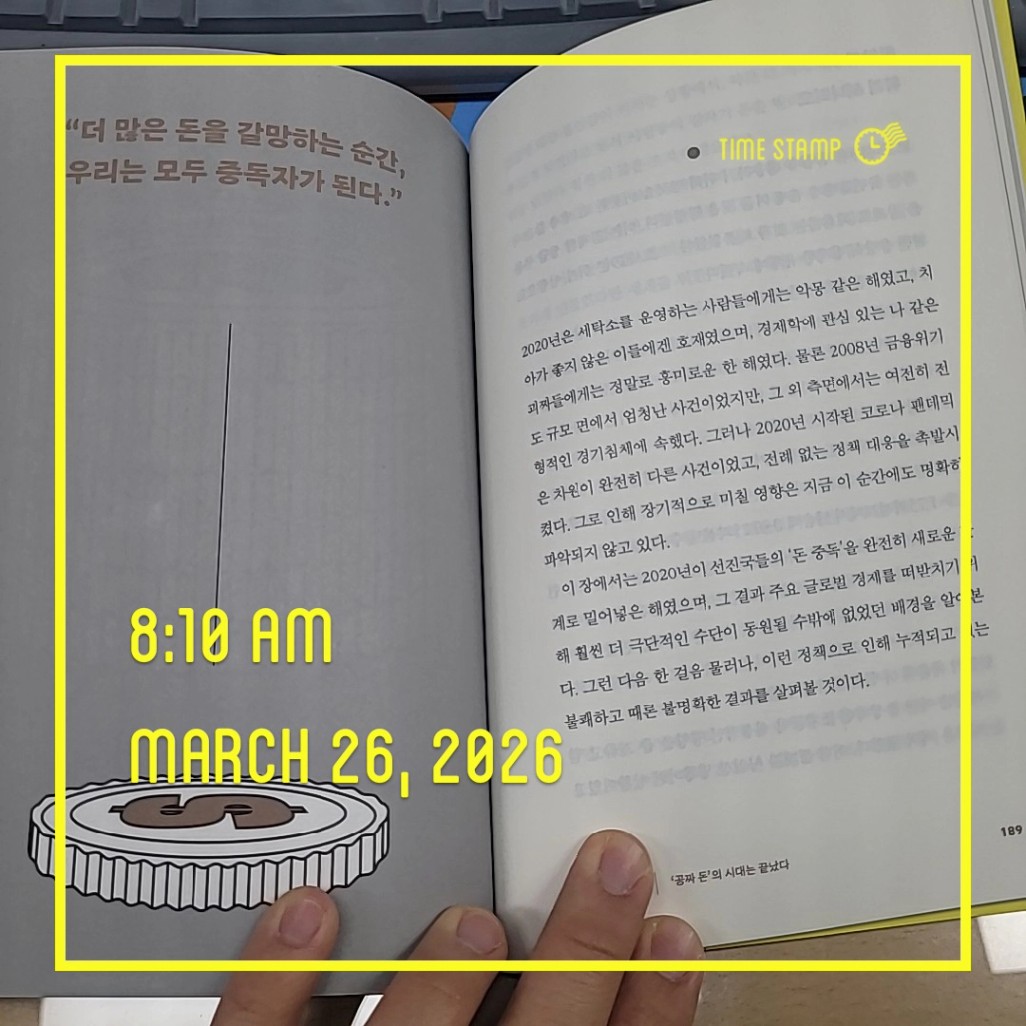 “더 많은 돈을 갈망하는 순간,
우리는 모두 중독자가 된다.”
8:10 AM
MARCH 26, 2026
TIME STAMP
2020년은 세탁소를 운영하는 사람들에게는 악몽 같은 해였고, 치
아가 좋지 않은 이들에겐 호재였으며, 경제학에 관심 있는 나 같은
괴짜들에게는 정말로 흥미로운 한 해였다. 물론 2008년 금융위기
도 규모 면에서 엄청난 사건이었지만, 그 외 측면에서는 여전히 전
형적인 경기침체에 속했다. 그러나 2020년 시작된 코로나 팬데믹
은 차원이 완전히 다른 사건이었고, 전례 없는 정책 대응을 촉발시
켰다. 그로 인해 장기적으로 미칠 영향은 지금 이 순간에도 명확히
파악되지 않고 있다.
이 장에서는 2020년이 선진국들의 ‘돈 중독’을 완전히 새로운
계로 밀어넣은 해였으며, 그 결과 주요 글로벌 경제를 떠받치기
해 훨씬 더 극단적인 수단이 동원될 수밖에 없었던 배경을 알아본
다. 그런 다음 한 걸음 물러나, 이런 정책으로 인해 누적되고 있는
불쾌하고 때론 불명확한 결과를 살펴볼 것이다.
‘공짜 돈’의 시대는 끝났다
189